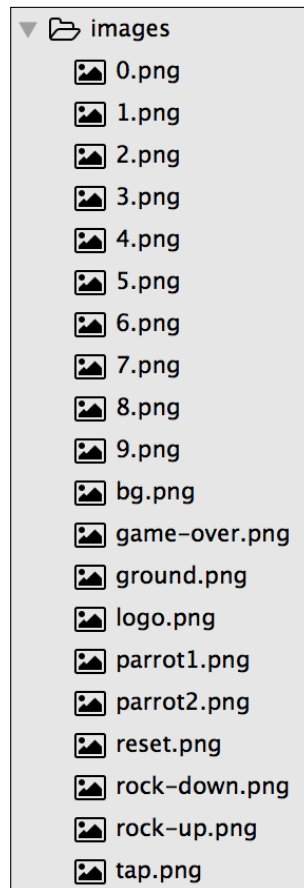 images
0.png
1.png
2.png
3.png
4.png
5.png
6.png
7.png
8.png
9.png
bg.png
game-over.png
ground.png
logo.png
parrot1.png
parrot2.png
reset.png
rock-down.png
rock-up.png
tap.png